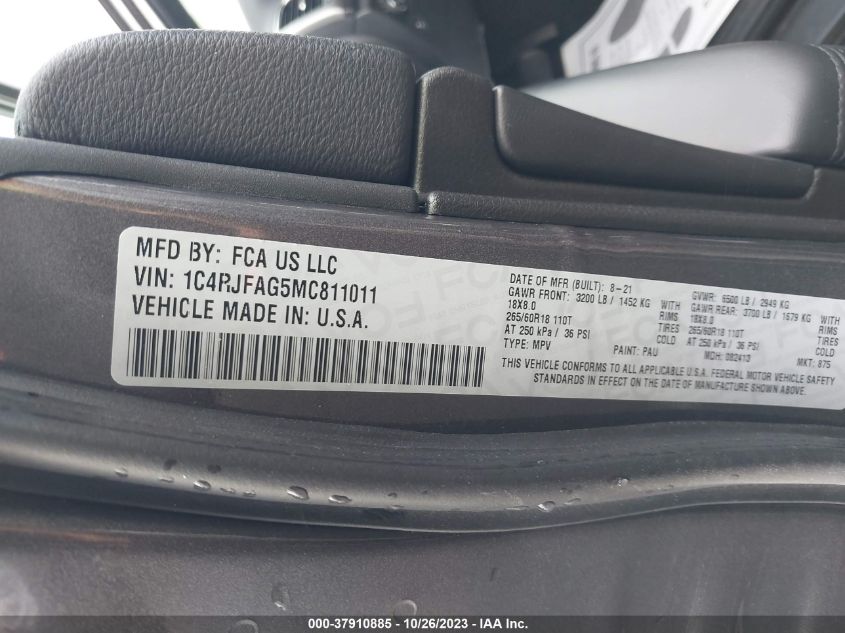 MFD BY: FCA US LLC
VIN: 1C4RJFAG5MC811011
VEHICLE MADE IN: U.S.A.
DATE OF MFR (BUILT): 8-21
GAWR FRONT: 3200 LB / 1452 KG WITH
18X8.0 RIMS
265/60R18 110T TIRES
AT 250 kPa / 36 PSI COLD
TYPE: MPV PAINT: PAU
GVWR: 6500 LB / 2949 KG
GAWR REAR: 3700 LB / 1679 KG WITH
18X8.0 RIMS
265/60R18 110T TIRES
AT 250 kPa / 36 PSI COLD
MDH: 082413 MKT: 875
THIS VEHICLE CONFORMS TO ALL APPLICABLE U.S.A. FEDERAL MOTOR VEHICLE SAFETY
STANDARDS IN EFFECT ON THE DATE OF MANUFACTURE SHOWN ABOVE.
000-37910885 - 10/26/2023 - IAA Inc.